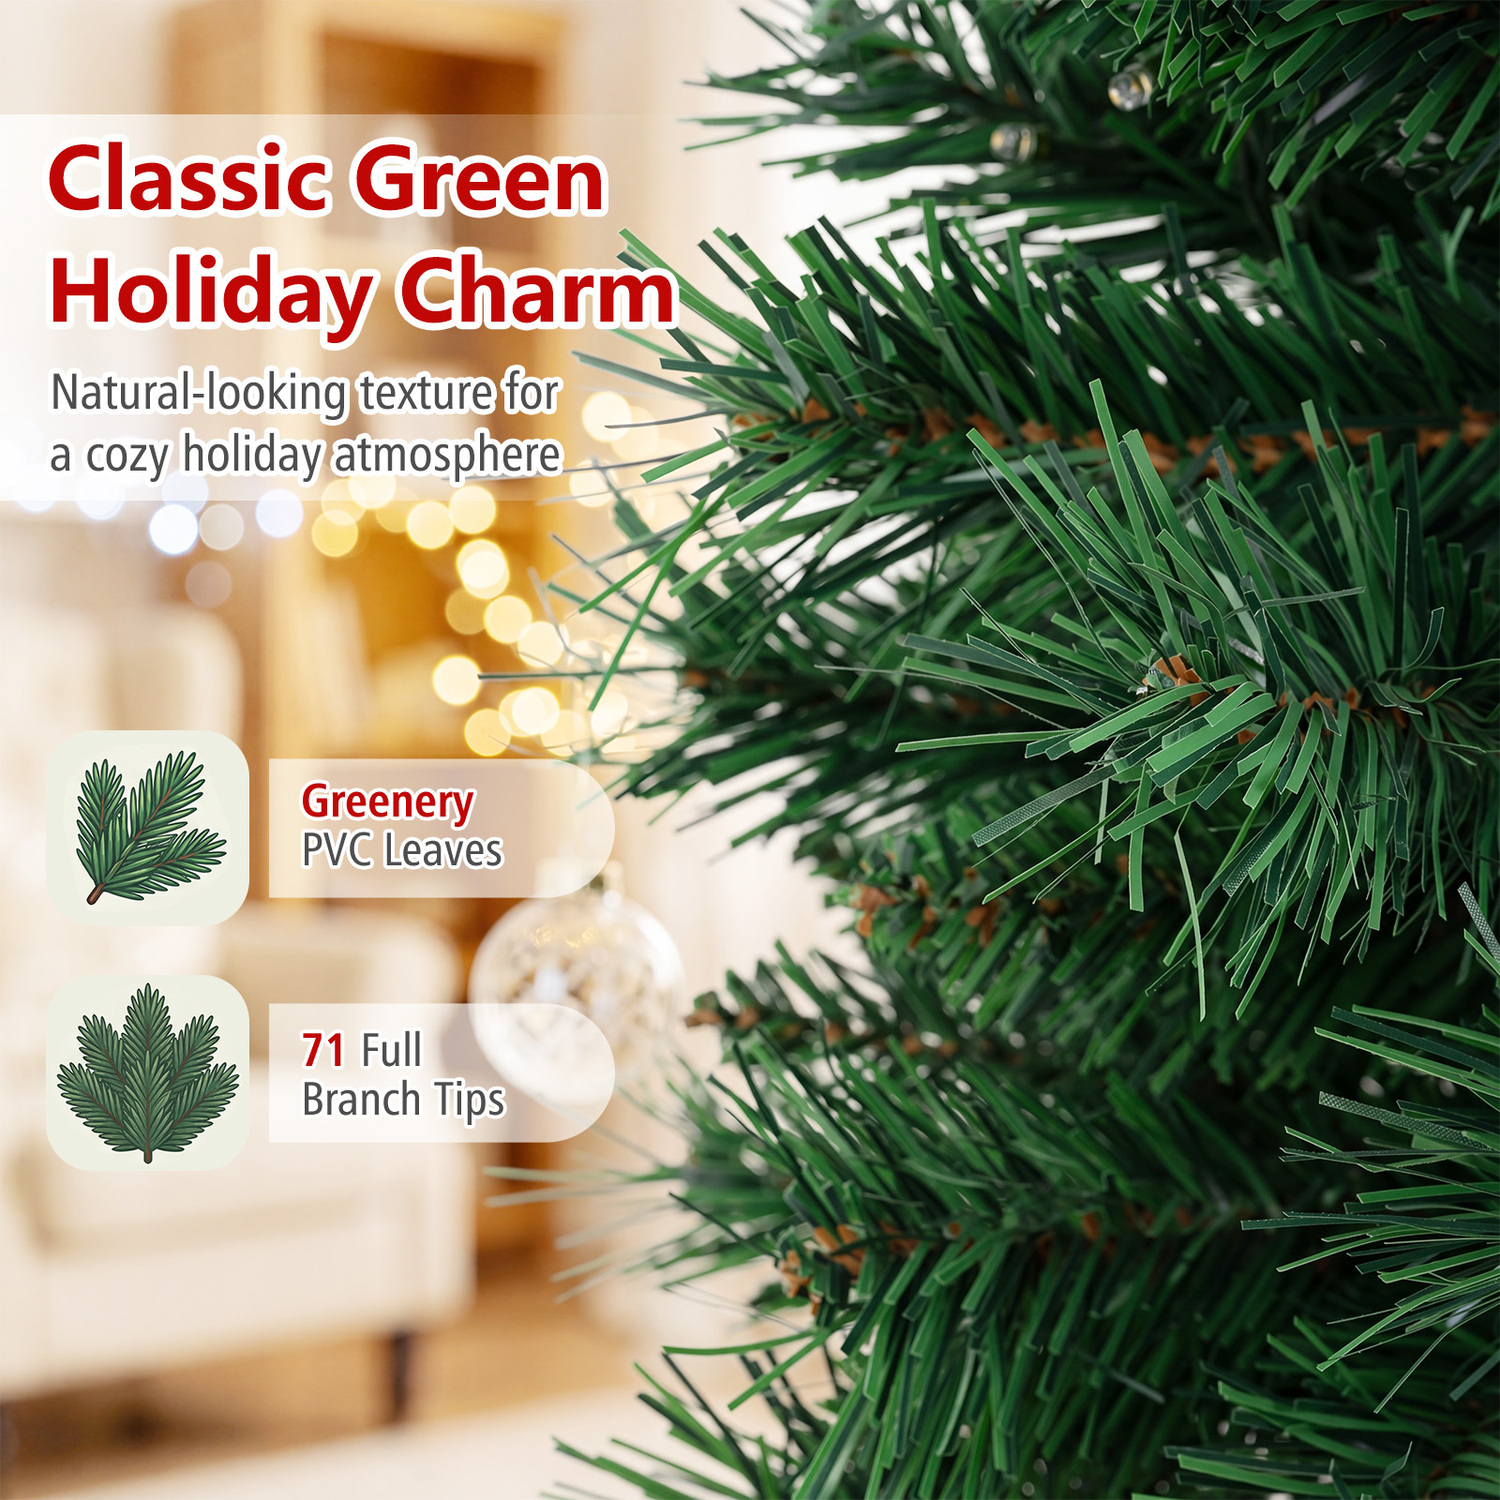 Classic Green
Holiday Charm
Natural-looking texture for
a cozy holiday atmosphere
Greenery
PVC Leaves
71 Full
Branch Tips